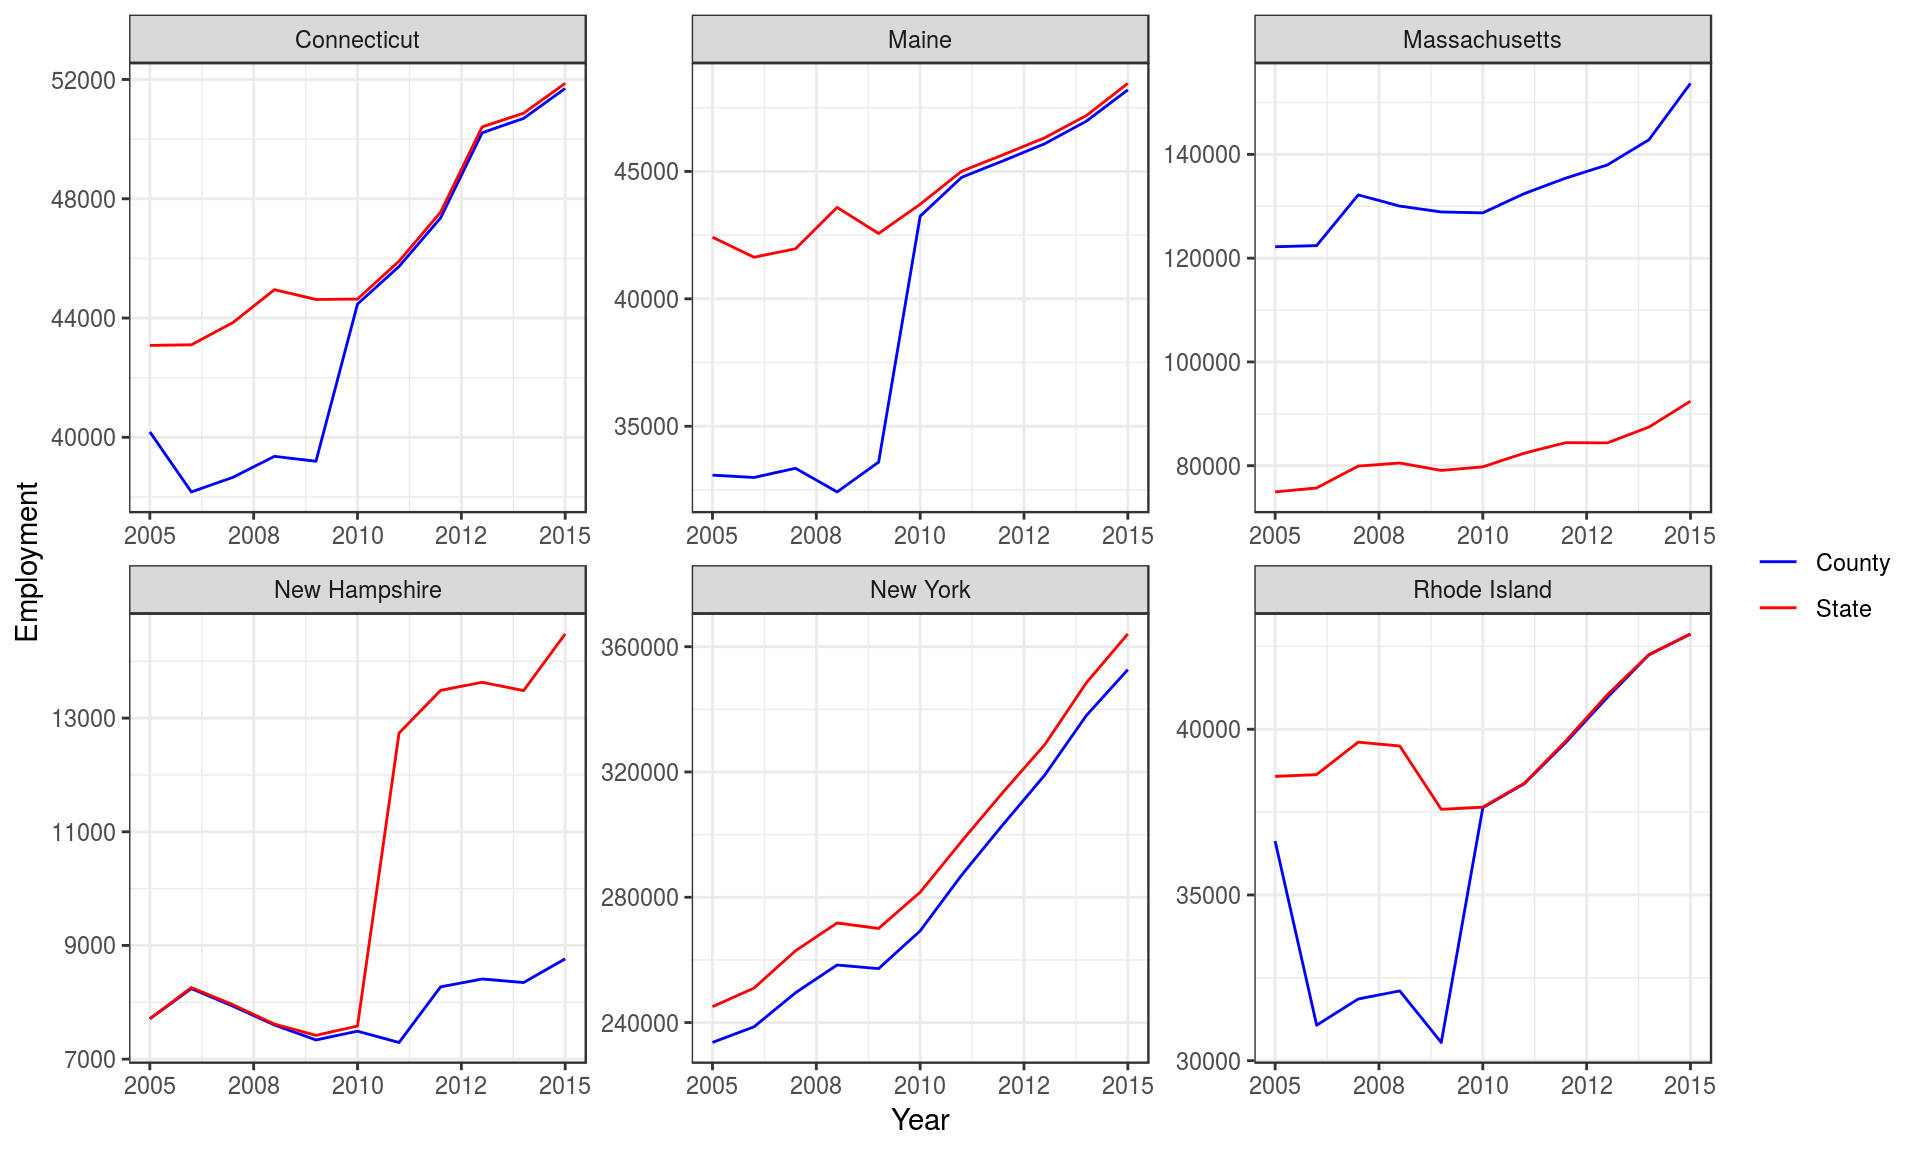 Connecticut
Maine
Massachusetts
52000
48000
44000
40000
45000
40000
35000
140000
120000
100000
80000
2005 2008 2010 2012 2015
2005 2008 2010 2012 2015
2005 2008 2010 2012 2015
Employment
New Hampshire
New York
Rhode Island
13000
11000
9000
7000
360000
320000
280000
240000
40000
35000
30000
2005 2008 2010 2012 2015
2005 2008 2010 2012 2015
2005 2008 2010 2012 2015
Year
County
State